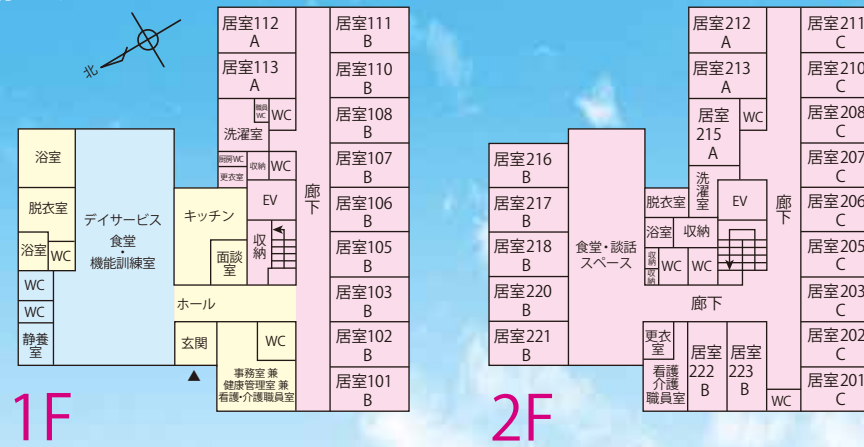 北
居室112
A
居室113
A
職員
WC
WC
洗濯室
厨房WC
収納
WC
更衣室
EV
収
納
廊
下
居室111
B
居室110
B
居室108
B
居室107
B
居室106
B
居室105
B
居室103
B
居室102
B
居室101
B
浴室
脱衣室
浴室
WC
WC
WC
静養
室
デイサービス
食堂
・
機能訓練室
キッチン
面談
室
ホール
玄関
WC
事務室 兼
健康管理室 兼
看護・介護職員室
▲
1F
居室212
A
居室213
A
居室
215
A
WC
洗
濯
室
EV
廊
下
居室211
C
居室210
C
居室208
C
居室207
C
居室206
C
居室205
C
居室203
C
居室202
C
居室201
C
居室216
B
居室217
B
居室218
B
居室220
B
居室221
B
食堂・談話
スペース
脱衣室
浴室
収納
収
納
収
納
WC
WC
廊下
更衣
室
看護
介護
職員室
居室
222
B
居室
223
B
WC
2F